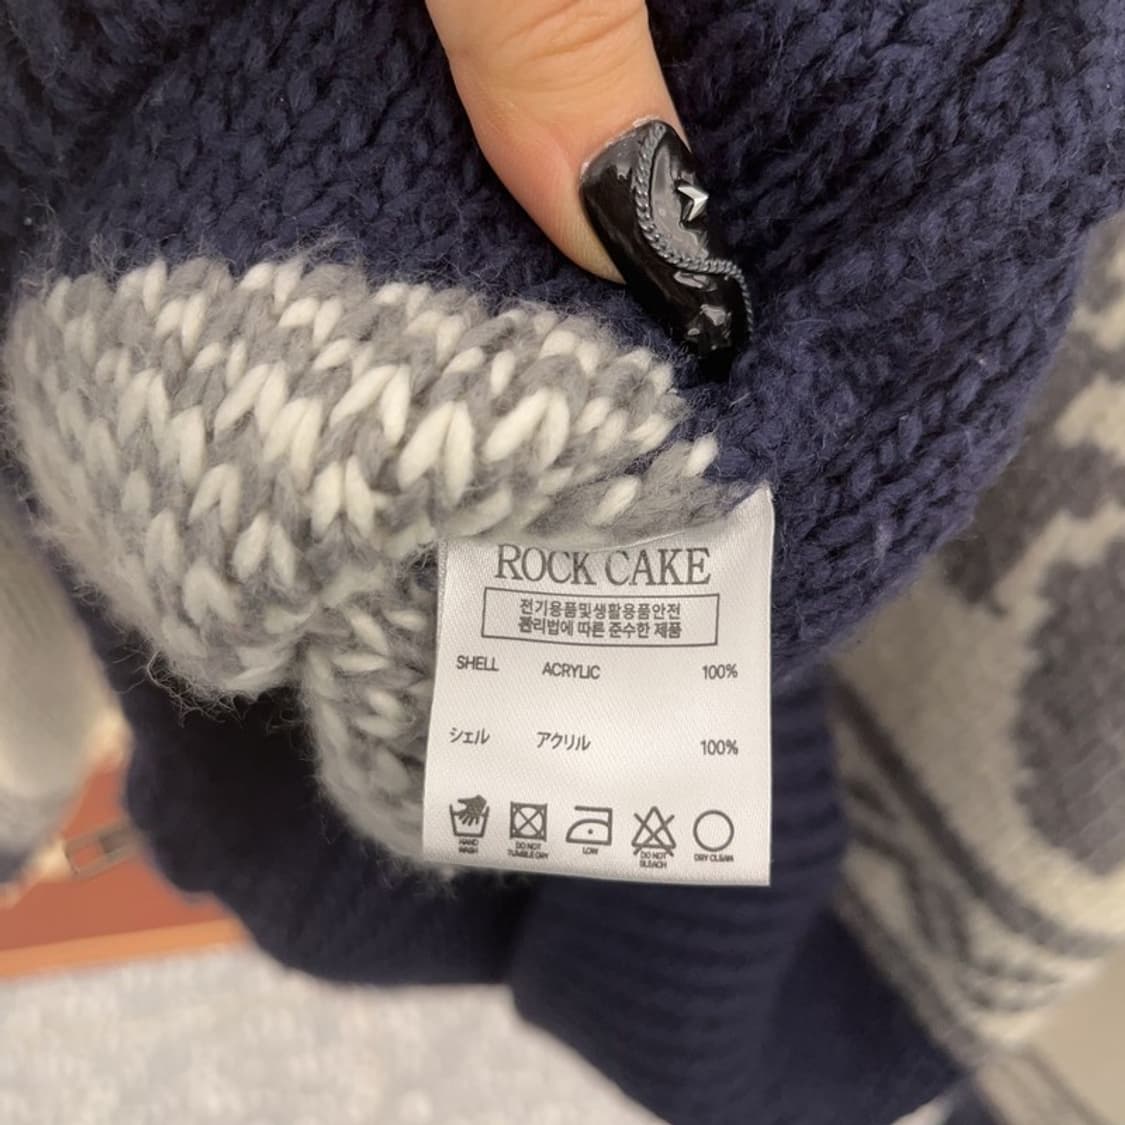 ROCK CAKE
전기용품및생활용품안전
관리법에 따른 준수한 제품
SHELL ACRYLIC 100%
シェル アクリル 100%
HAND WASH
DO NOT TUMBLE DRY
LOW
DO NOT BLEACH
DRY CLEAN